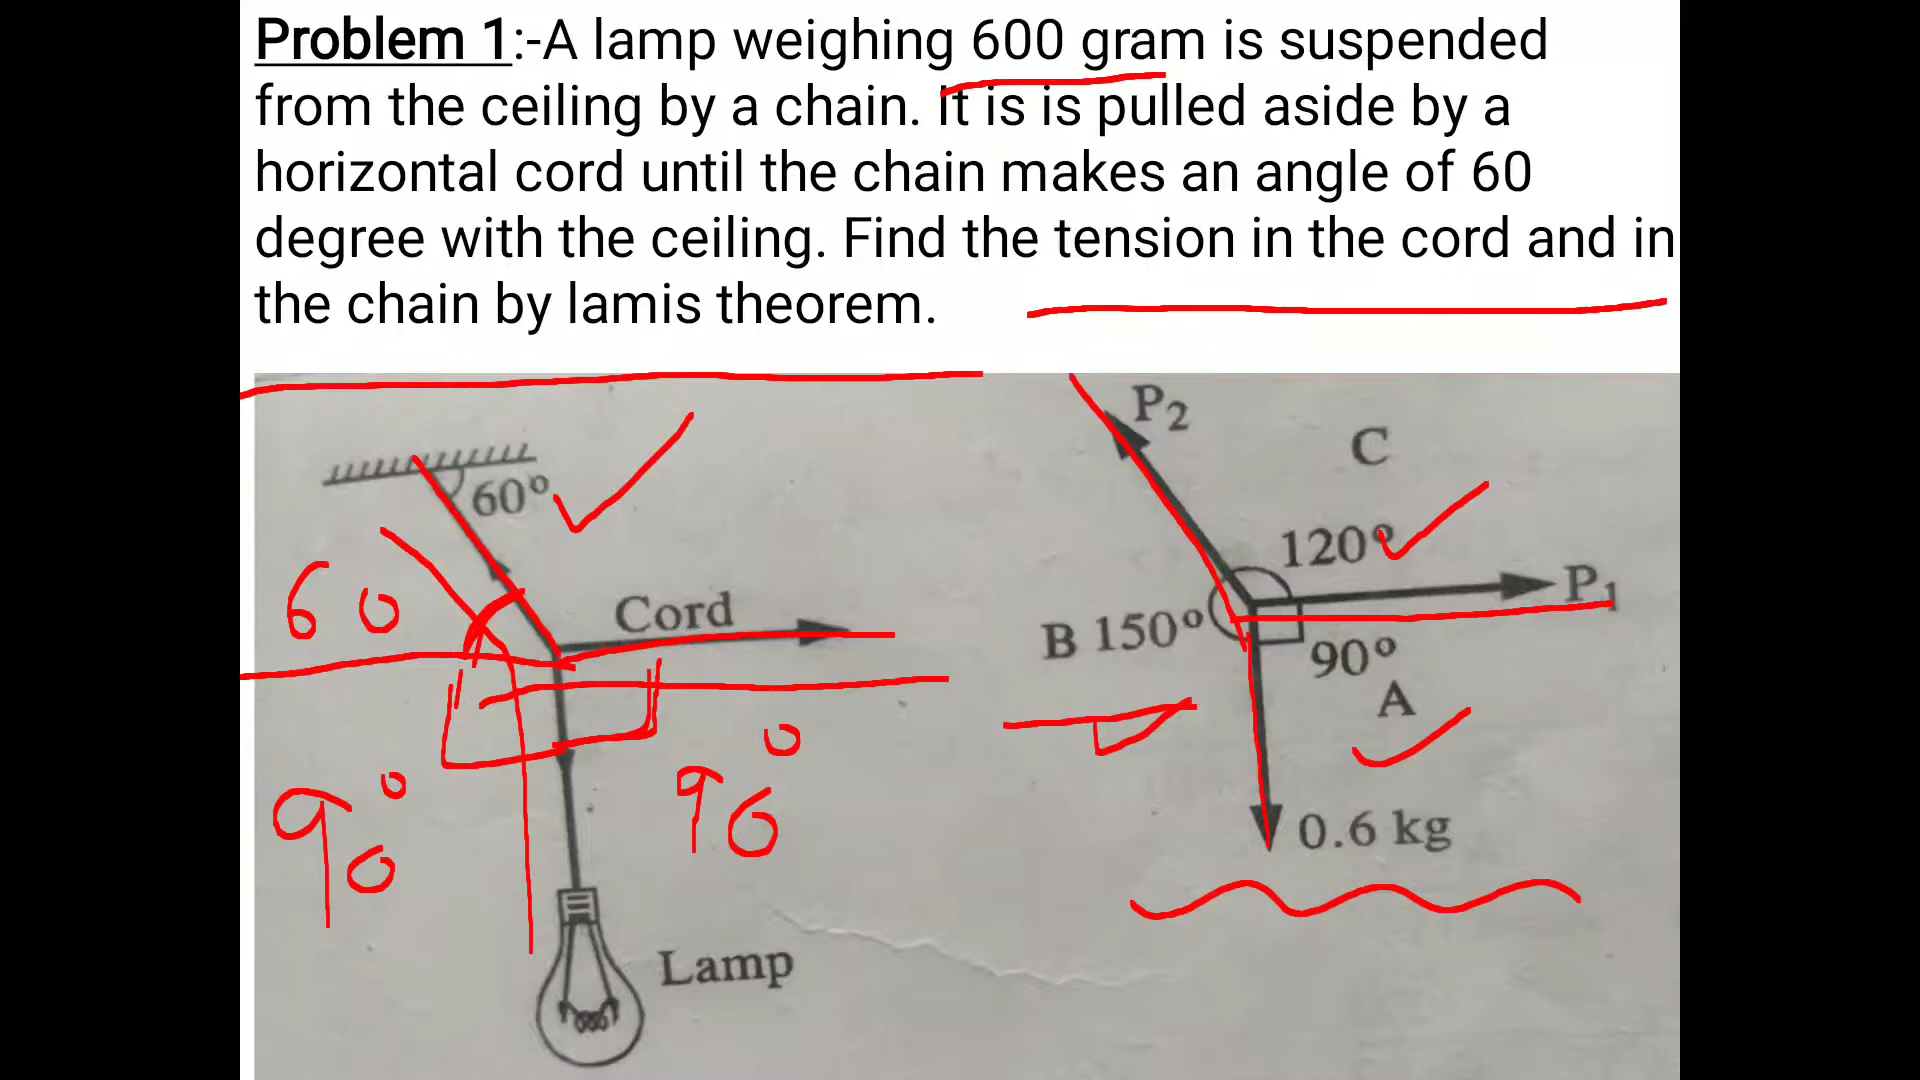 Problem 1:-A lamp weighing 600 gram is suspended
from the ceiling by a chain. It is is pulled aside by a
horizontal cord until the chain makes an angle of 60
degree with the ceiling. Find the tension in the cord and in
the chain by lamis theorem.
60°
Cord
60
90°
90°
Lamp
P₂
C
120°
P₁
B 150°
90°
A
0.6 kg